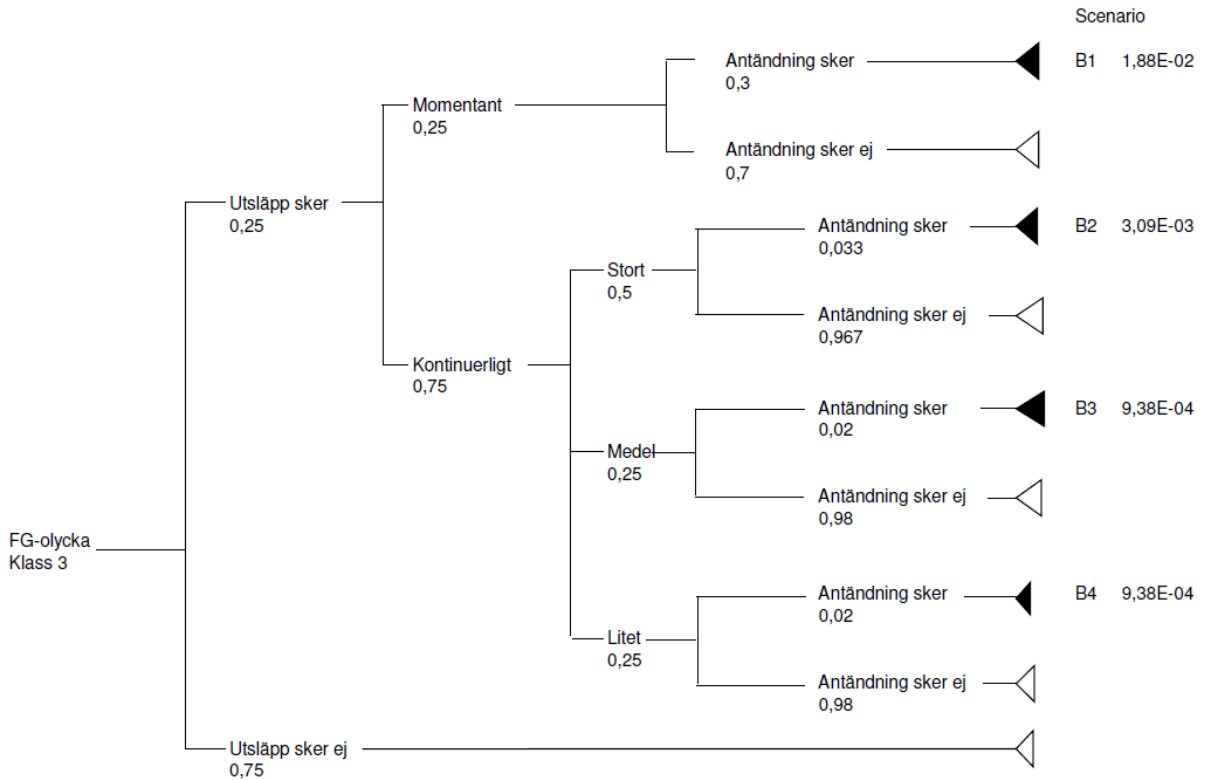 Scenario
Antändning sker
0,3
B1 1,88E-02
Momentant
0,25
Antändning sker ej
0,7
Utsläpp sker
0,25
Antändning sker
0,033
B2 3,09E-03
Stort
0,5
Antändning sker ej
0,967
Kontinuerligt
0,75
Antändning sker
0,02
B3 9,38E-04
Medel
0,25
Antändning sker ej
0,98
FG-olycka
Klass 3
Antändning sker
0,02
B4 9,38E-04
Litet
0,25
Antändning sker ej
0,98
Utsläpp sker ej
0,75